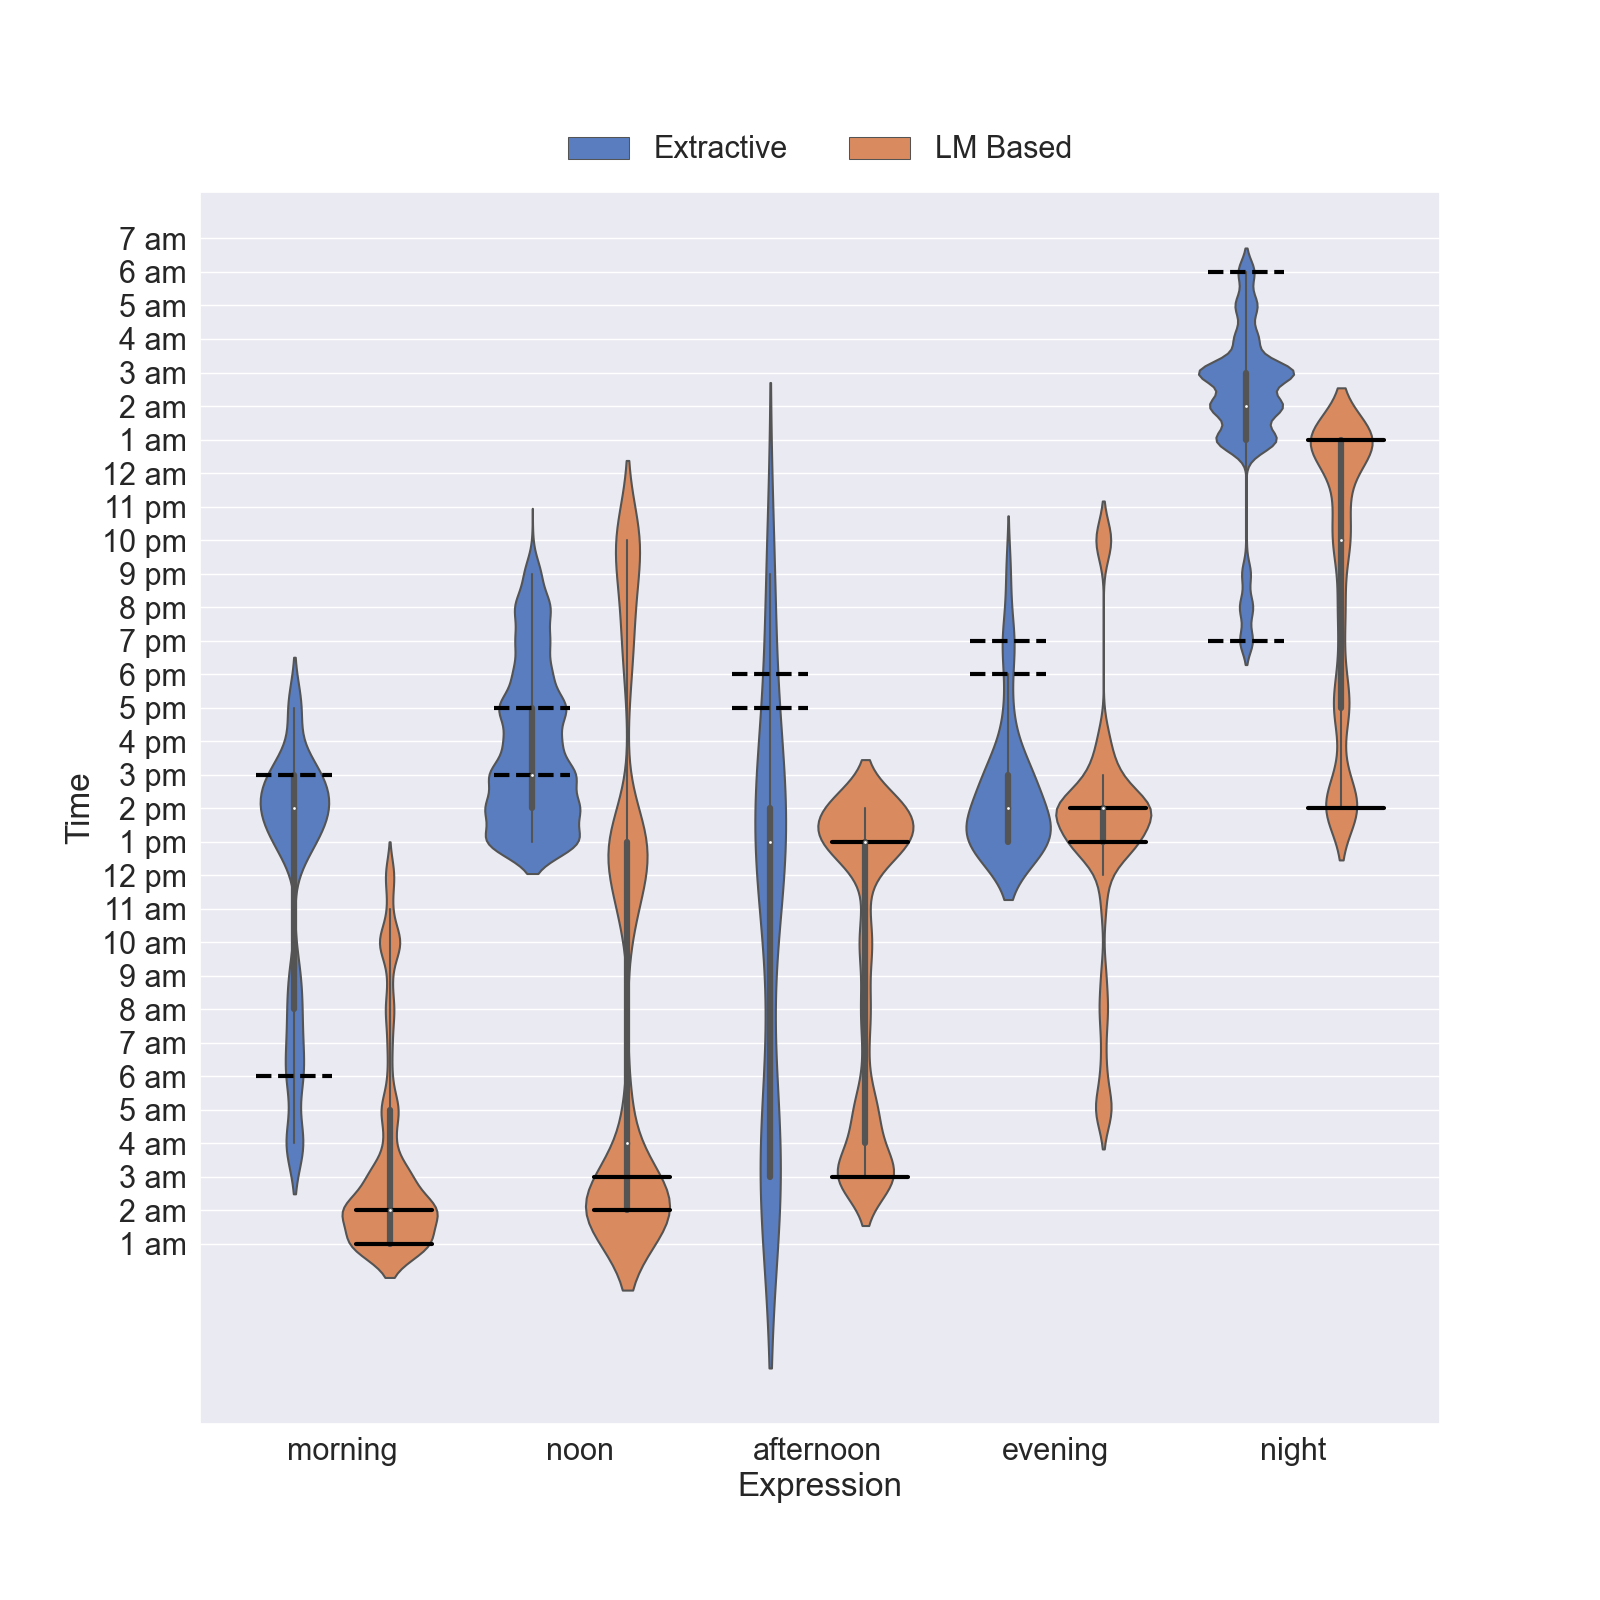 Extractive LM Based
7 am
6 am
5 am
4 am
3 am
2 am
1 am
12 am
11 pm
10 pm
9 pm
8 pm
7 pm
6 pm
5 pm
4 pm
3 pm
2 pm
1 pm
12 pm
11 am
10 am
9 am
8 am
7 am
6 am
5 am
4 am
3 am
2 am
1 am
Time
morning noon afternoon evening night
Expression